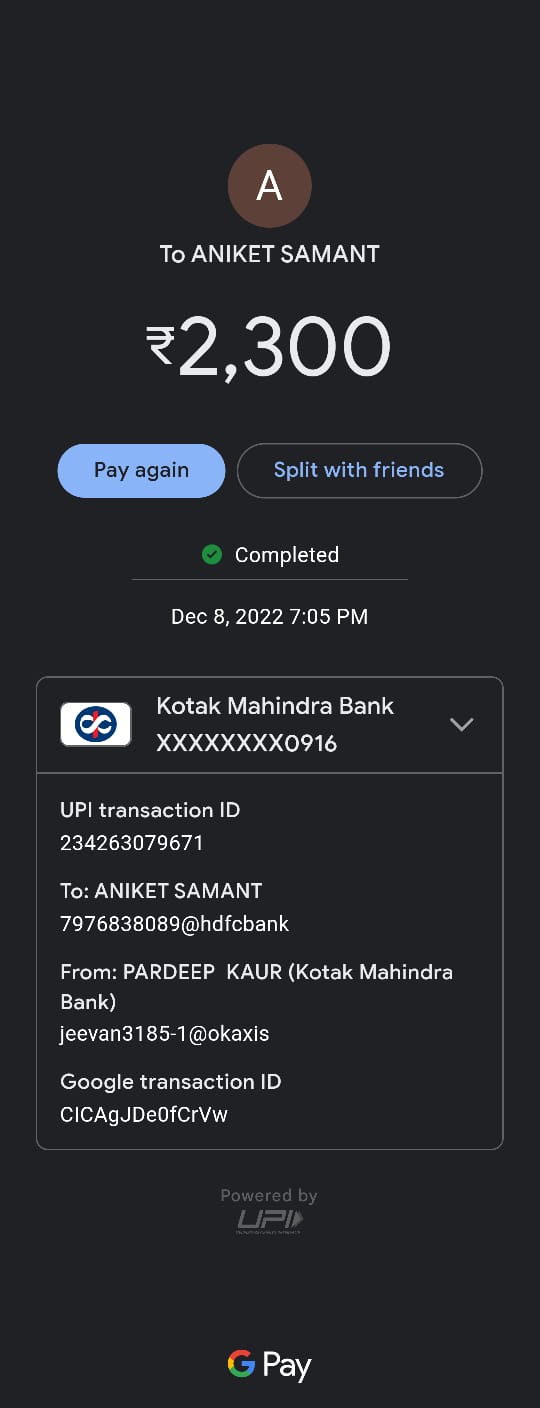 A
To ANIKET SAMANT
₹2,300
Pay again
Split with friends
Completed
Dec 8, 2022 7:05 PM
Kotak Mahindra Bank
XXXXXXXX0916
UPI transaction ID
234263079671
To: ANIKET SAMANT
7976838089@hdfcbank
From: PARDEEP  KAUR (Kotak Mahindra
Bank)
jeevan3185-1@okaxis
Google transaction ID
CICAgJDe0fCrVw
Powered by
UPI
G Pay